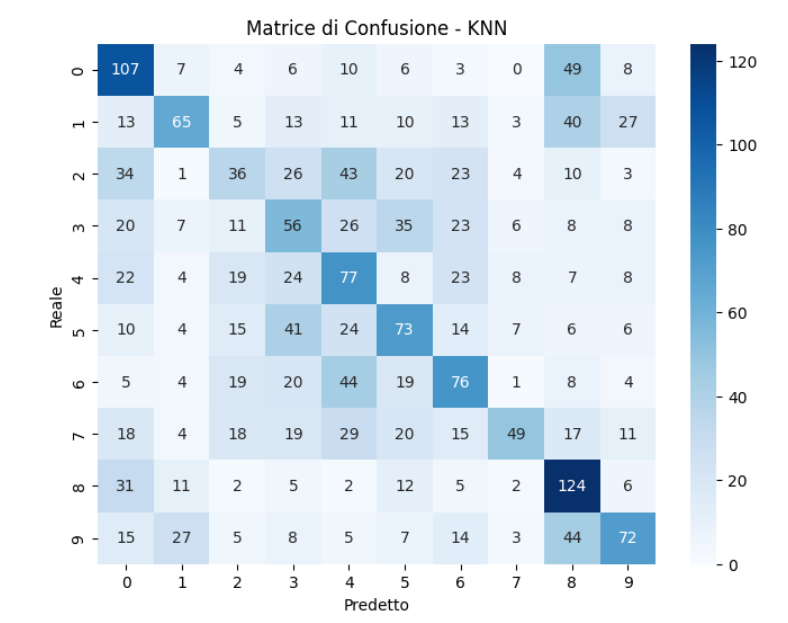 Matrice di Confusione - KNN
0 107 7 4 6 10 6 3 0 49 8
1 13 65 5 13 11 10 13 3 40 27
2 34 1 36 26 43 20 23 4 10 3
3 20 7 11 56 26 35 23 6 8 8
4 22 4 19 24 77 8 23 8 7 8
5 10 4 15 41 24 73 14 7 6 6
6 5 4 19 20 44 19 76 1 8 4
7 18 4 18 19 29 20 15 49 17 11
8 31 11 2 5 2 12 5 2 124 6
9 15 27 5 8 5 7 14 3 44 72
0 1 2 3 4 5 6 7 8 9
Predetto
Reale
120
100
80
60
40
20
0